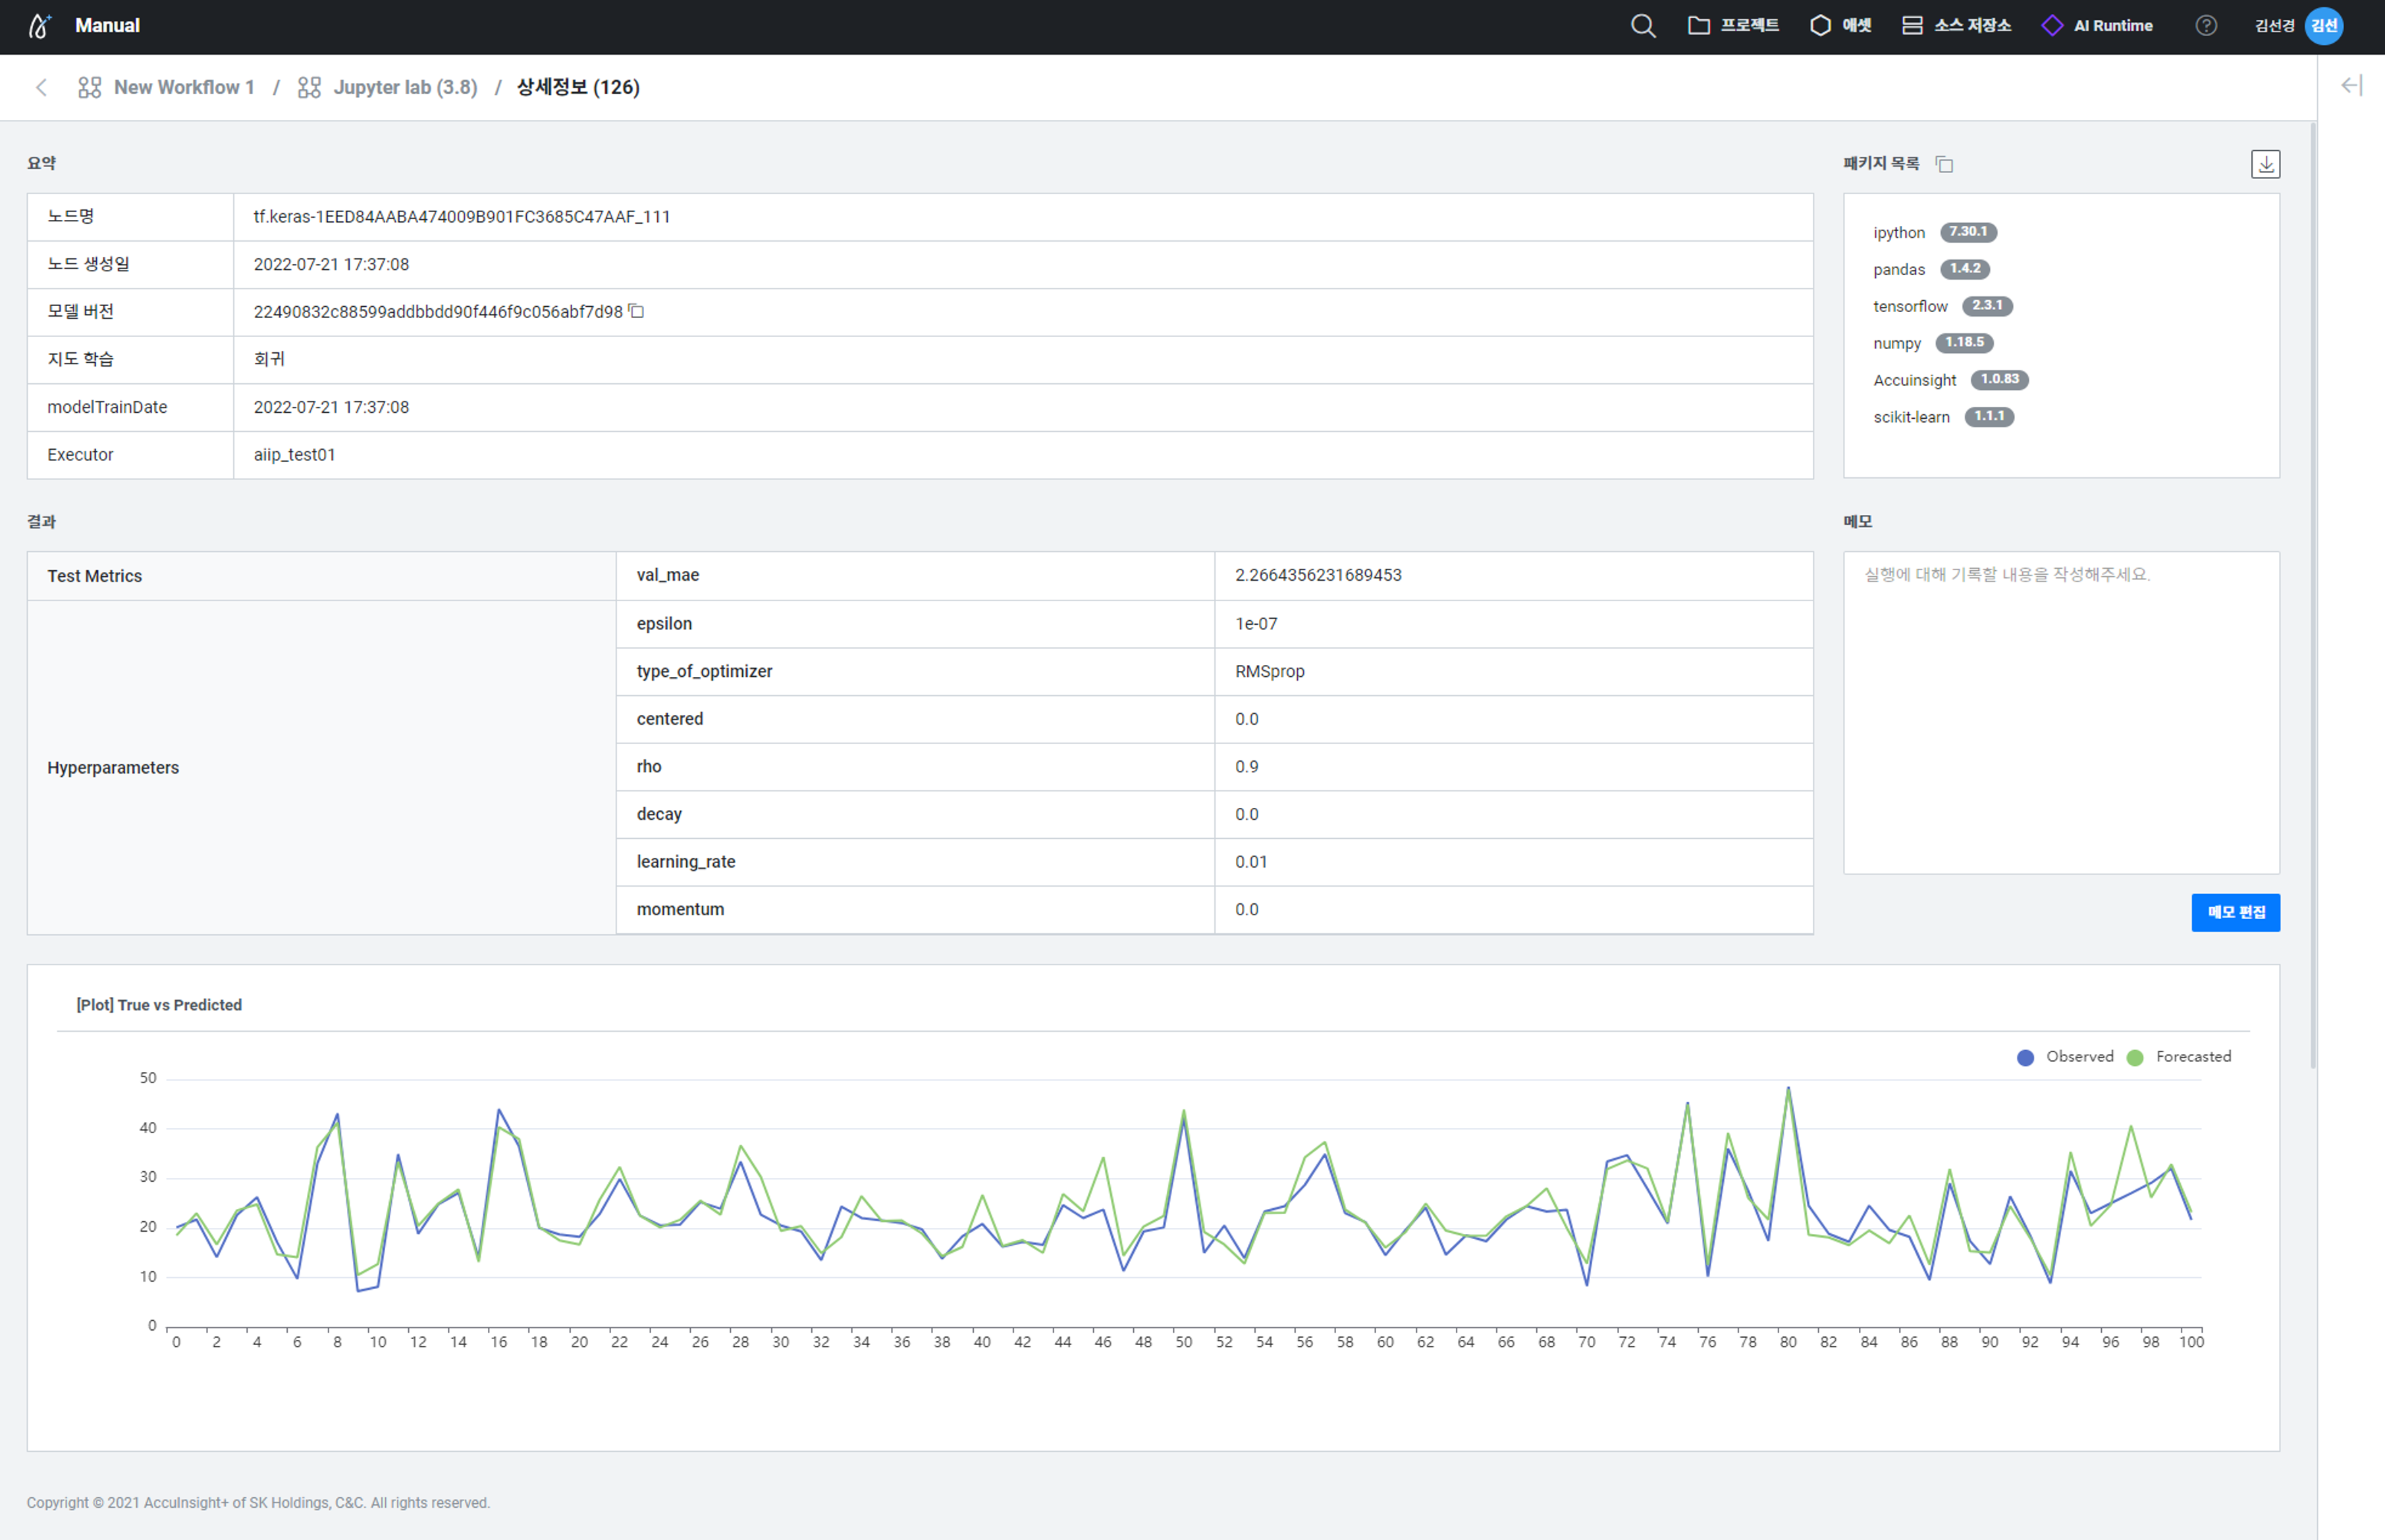 Manual 프로젝트 애셋 소스 저장소 AI Runtime ? 김선경 김선
New Workflow 1 / Jupyter lab (3.8) / 상세정보 (126)
요약
노드명 tf.keras-1EED84AABA474009B901FC3685C47AAF_111
노드 생성일 2022-07-21 17:37:08
모델 버전 22490832c88599addbbdd90f446f9c056abf7d98
지도 학습 회귀
modelTrainDate 2022-07-21 17:37:08
Executor aiip_test01
패키지 목록
ipython 7.30.1
pandas 1.4.2
tensorflow 2.3.1
numpy 1.18.5
Accuinsight 1.0.83
scikit-learn 1.1.1
결과
Test Metrics val_mae 2.2664356231689453
Hyperparameters
epsilon 1e-07
type_of_optimizer RMSprop
centered 0.0
rho 0.9
decay 0.0
learning_rate 0.01
momentum 0.0
메모
실행에 대해 기록할 내용을 작성해주세요.
메모 편집
[Plot] True vs Predicted
Observed Forecasted
50
40
30
20
10
0
0 2 4 6 8 10 12 14 16 18 20 22 24 26 28 30 32 34 36 38 40 42 44 46 48 50 52 54 56 58 60 62 64 66 68 70 72 74 76 78 80 82 84 86 88 90 92 94 96 98 100
Copyright © 2021 AccuInsight+ of SK Holdings, C&C. All rights reserved.